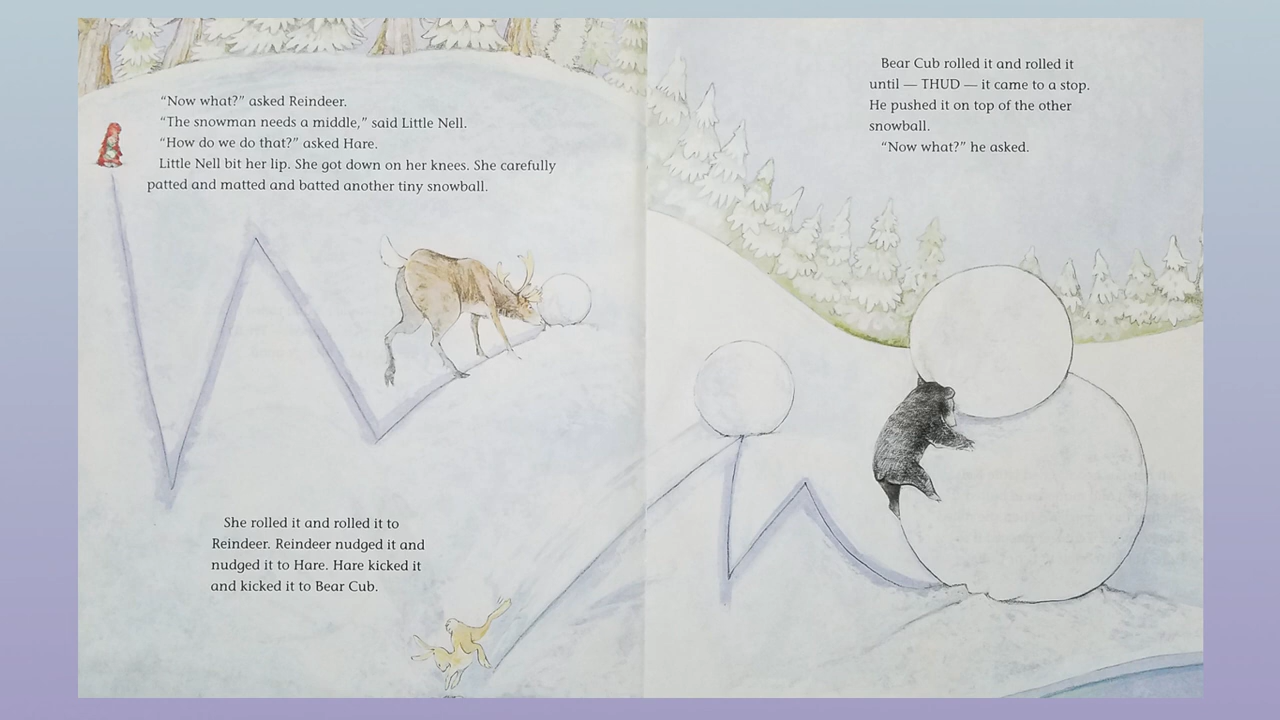 “Now what?” asked Reindeer.
“The snowman needs a middle,” said Little Nell.
“How do we do that?” asked Hare.
Little Nell bit her lip. She got down on her knees. She carefully
patted and matted and batted another tiny snowball.
She rolled it and rolled it to
Reindeer. Reindeer nudged it and
nudged it to Hare. Hare kicked it
and kicked it to Bear Cub.
Bear Cub rolled it and rolled it
until — THUD — it came to a stop.
He pushed it on top of the other
snowball.
“Now what?” he asked.